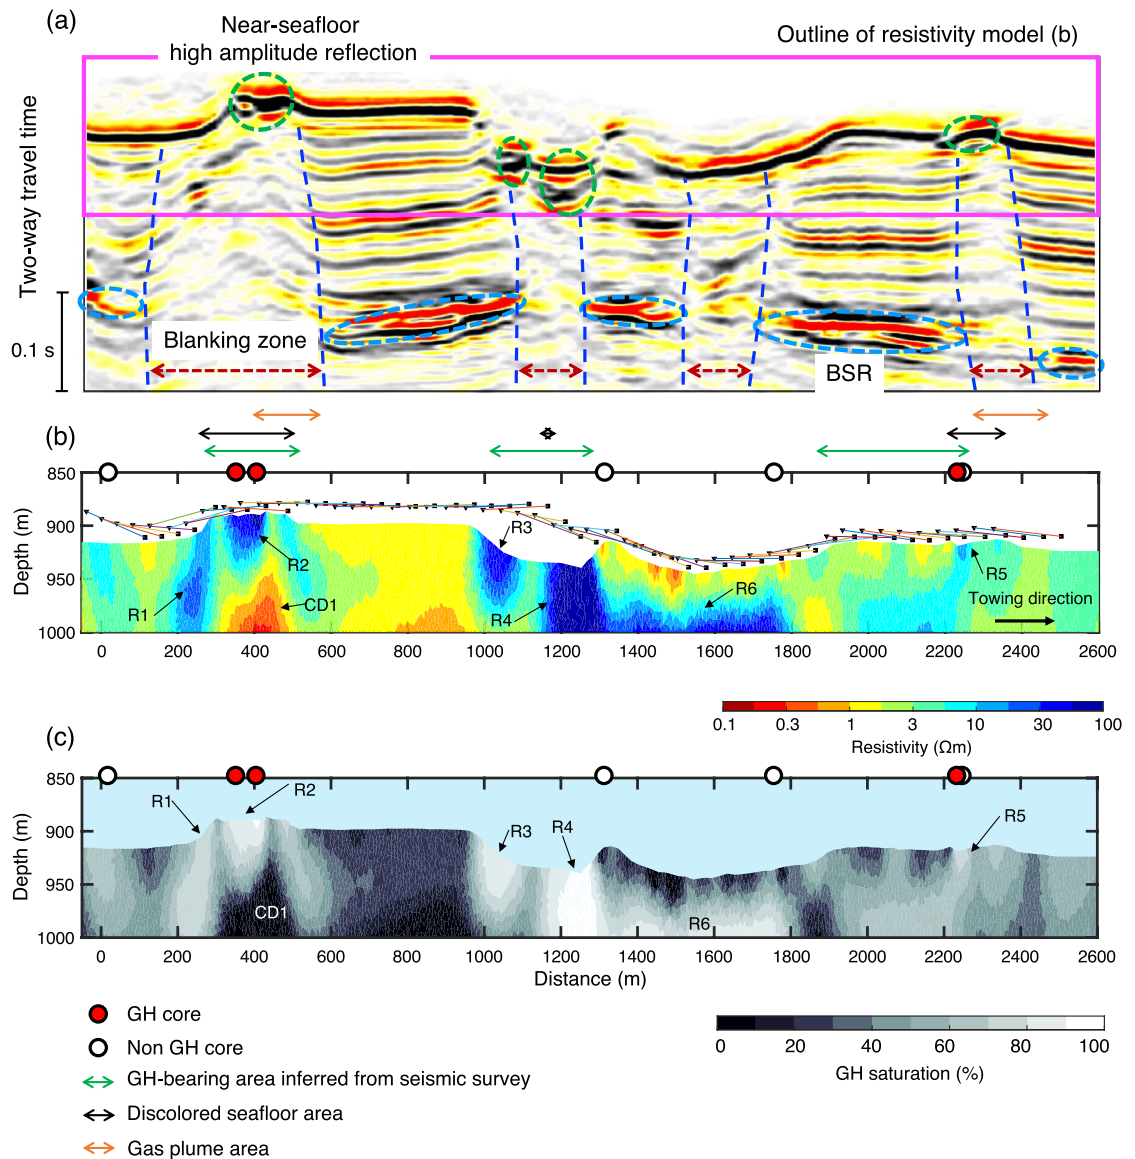 (a)
Near-seafloor
high amplitude reflection
Outline of resistivity model (b)
Two-way travel time
0.1 s
Blanking zone
BSR
(b)
850
900
950
1000
Depth (m)
R1
R2
CD1
R3
R4
R6
R5
Towing direction
0 200 400 600 800 1000 1200 1400 1600 1800 2000 2200 2400 2600
0.1 0.3 1 3 10 30 100
Resistivity (Ωm)
(c)
850
900
950
1000
Depth (m)
R1
R2
R3
R4
R5
CD1
R6
0 200 400 600 800 1000 1200 1400 1600 1800 2000 2200 2400 2600
Distance (m)
GH core
Non GH core
GH-bearing area inferred from seismic survey
Discolored seafloor area
Gas plume area
0 20 40 60 80 100
GH saturation (%)